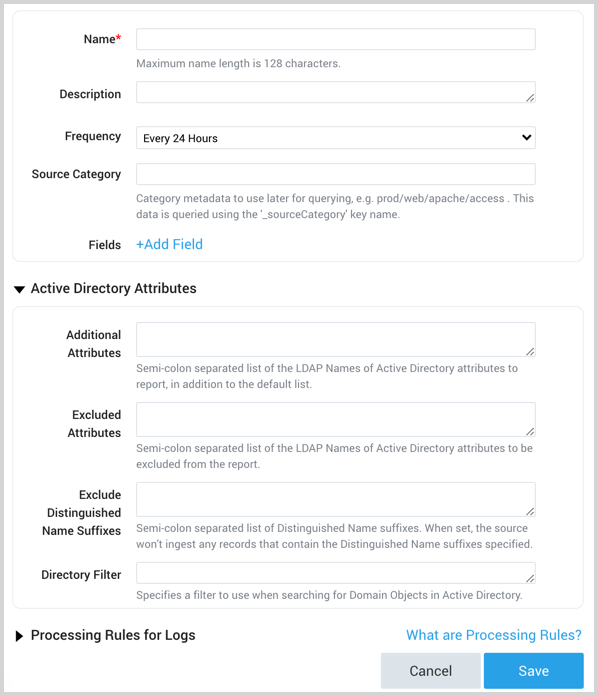 Name*
Maximum name length is 128 characters.
Description
Frequency
Every 24 Hours
Source Category
Category metadata to use later for querying, e.g. prod/web/apache/access . This
data is queried using the '_sourceCategory' key name.
Fields
+Add Field
Active Directory Attributes
Additional
Attributes
Semi-colon separated list of the LDAP Names of Active Directory attributes to
report, in addition to the default list.
Excluded
Attributes
Semi-colon separated list of the LDAP Names of Active Directory attributes to be
excluded from the report.
Exclude
Distinguished
Name Suffixes
Semi-colon separated list of Distinguished Name suffixes. When set, the source
won't ingest any records that contain the Distinguished Name suffixes specified.
Directory Filter
Specifies a filter to use when searching for Domain Objects in Active Directory.
Processing Rules for Logs
What are Processing Rules?
Cancel
Save